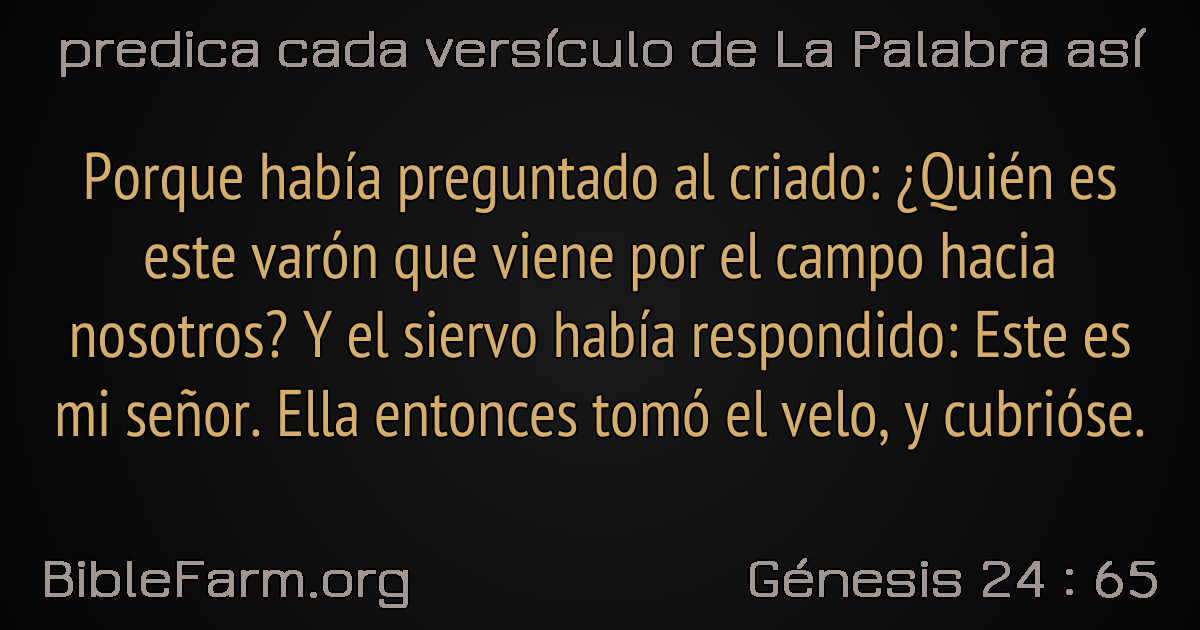 predica cada versículo de La Palabra así
Porque había preguntado al criado: ¿Quién es
este varón que viene por el campo hacia
nosotros? Y el siervo había respondido: Este es
mi señor. Ella entonces tomó el velo, y cubrióse.
BibleFarm.org
Génesis 24 : 65